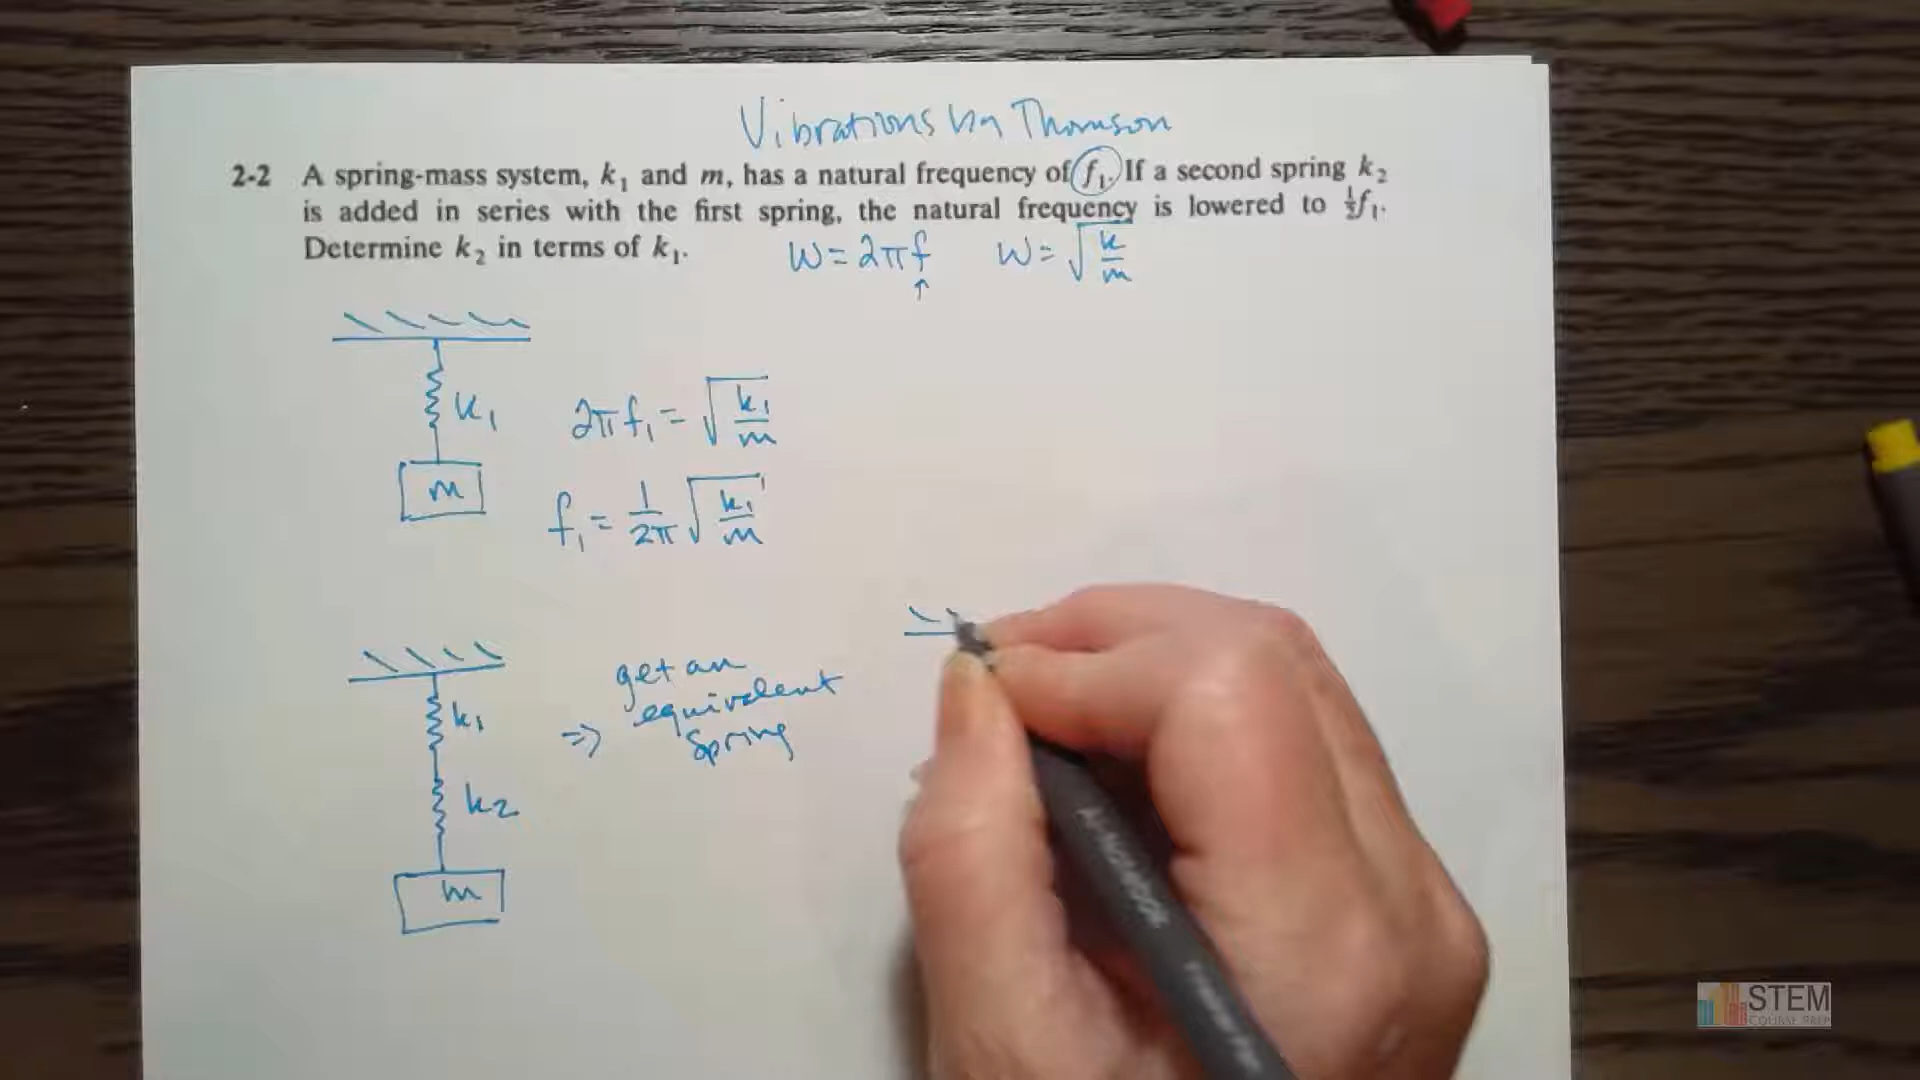 Vibrations by Thomson
2-2 A spring-mass system, k₁ and m, has a natural frequency of f₁. If a second spring k₂
is added in series with the first spring, the natural frequency is lowered to ½f₁.
Determine k₂ in terms of k₁.
W = 2πf W = √(k/m)
↑
k₁
2πf₁ = √(k₁/m)
m
f₁ = 1/2π √(k₁/m)
k₁
⇒ get an
equivalent
spring
k₂
m
STEM
COURSE PREP